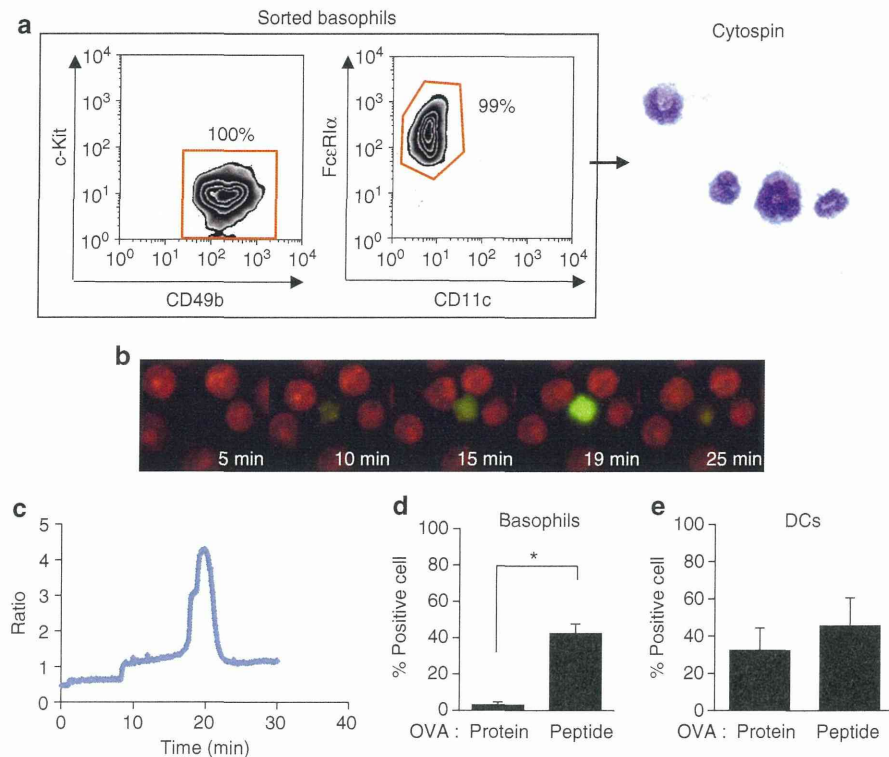 a
Sorted basophils
Cytospin
c-Kit
10⁴
10³
10²
10¹
10⁰
100%
10⁰ 10¹ 10² 10³ 10⁴
CD49b
FcεRIα
10⁴
10³
10²
10¹
10⁰
99%
10⁰ 10¹ 10² 10³ 10⁴
CD11c
b
5 min 10 min 15 min 19 min 25 min
c
Ratio
5
4
3
2
1
0
0 10 20 30 40
Time (min)
d
Basophils
% Positive cell
100
80
60
40
20
0
*
OVA : Protein Peptide
e
DCs
% Positive cell
100
80
60
40
20
0
OVA : Protein Peptide